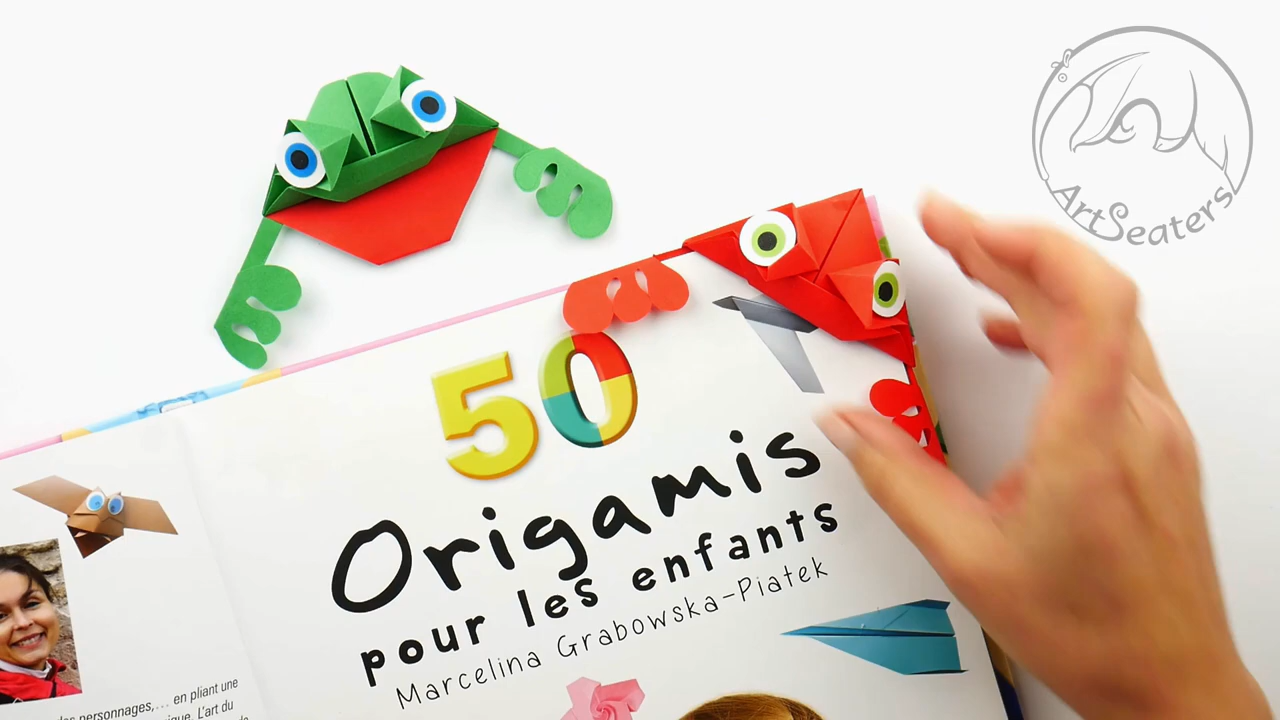 ArtSeaters
50
Origamis
pour les enfants
Marcelina Grabowska-Piatek
personnages,... en pliant une
L'art du